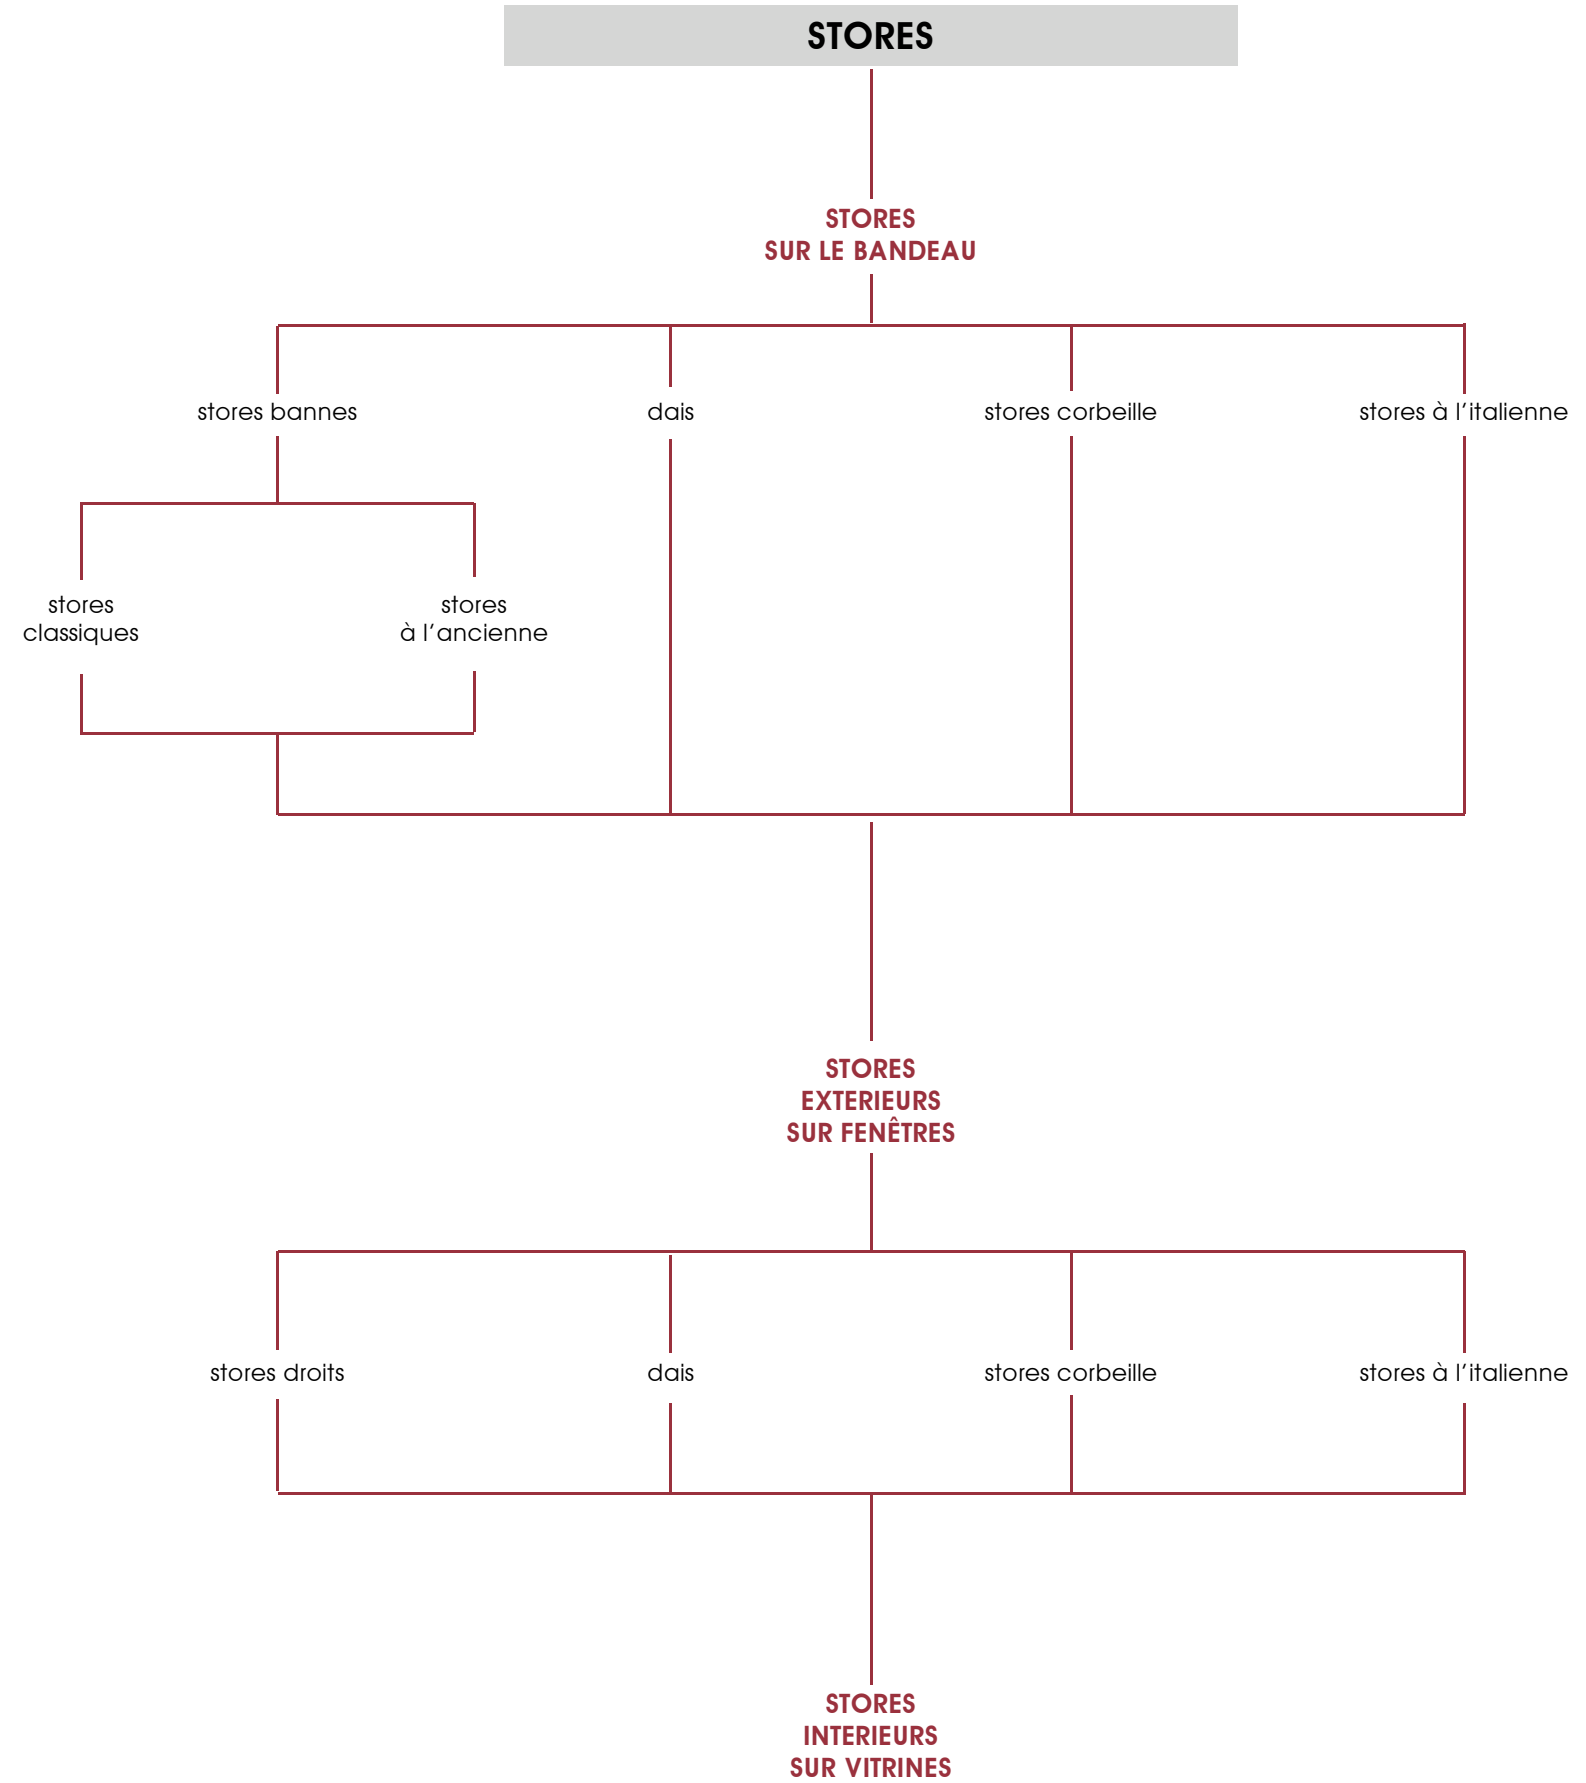 STORES
STORES
SUR LE BANDEAU
stores bannes
dais
stores corbeille
stores à l’italienne
stores
classiques
stores
à l’ancienne
STORES
EXTERIEURS
SUR FENÊTRES
stores droits
dais
stores corbeille
stores à l’italienne
STORES
INTERIEURS
SUR VITRINES